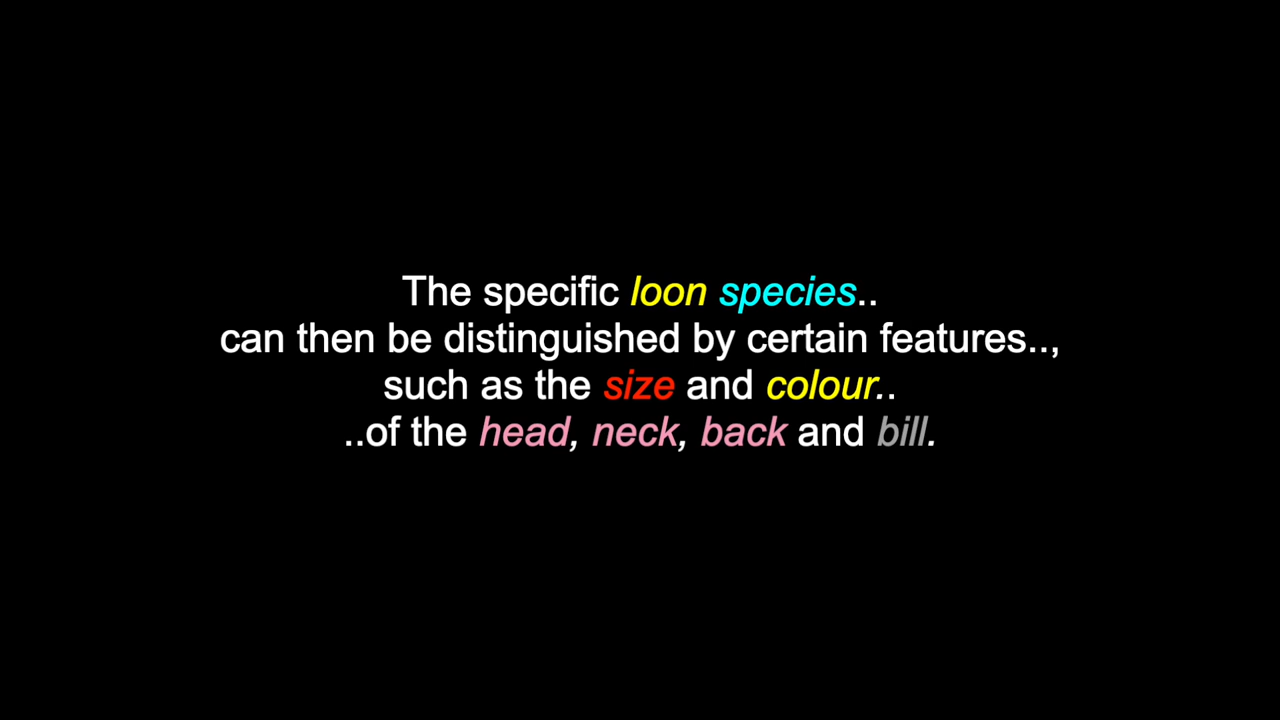 The specific loon species..
can then be distinguished by certain features..,
such as the size and colour..
..of the head, neck, back and bill.